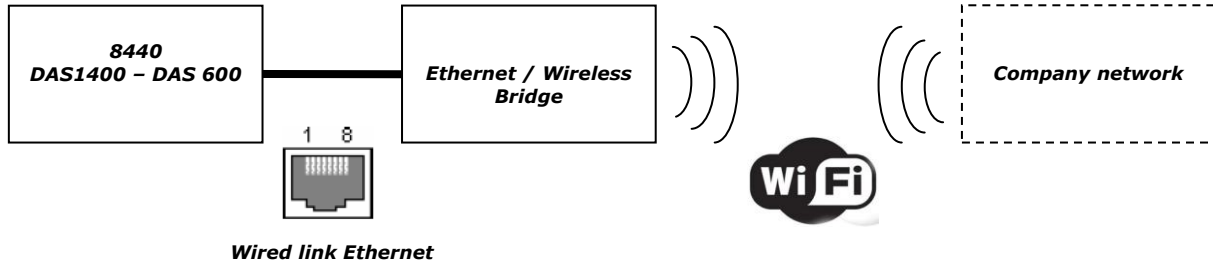 8440
DAS1400 – DAS 600
Ethernet / Wireless
Bridge
Company network
1 8
Wi Fi
Wired link Ethernet